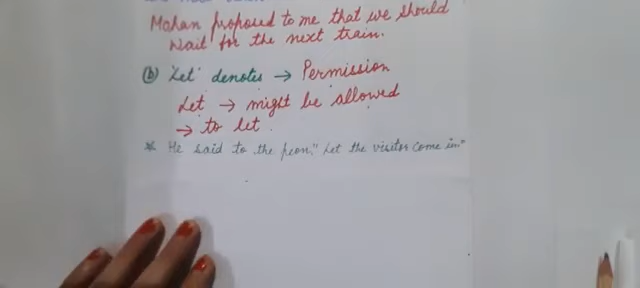 Mohan proposed to me that we should
wait for the next train.
(b) 'Let' denotes → Permission
Let → might be allowed
→ to let.
* He said to the peon, "Let the visitor come in"